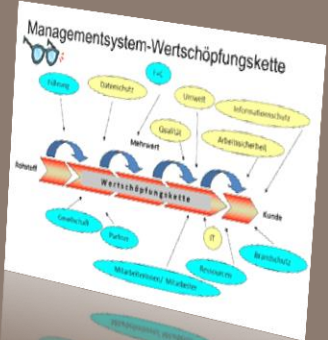 Managementsystem-Wertschöpfungskette
F+E
Führung
Datenschutz
Umwelt
Informationsschutz
Qualität
Arbeitssicherheit
Mehrwert
Rohstoff
Wertschöpfungskette
Kunde
Gesellschaft
Partner
IT
Mitarbeiterinnen/ Mitarbeiter
Ressourcen
Brandschutz